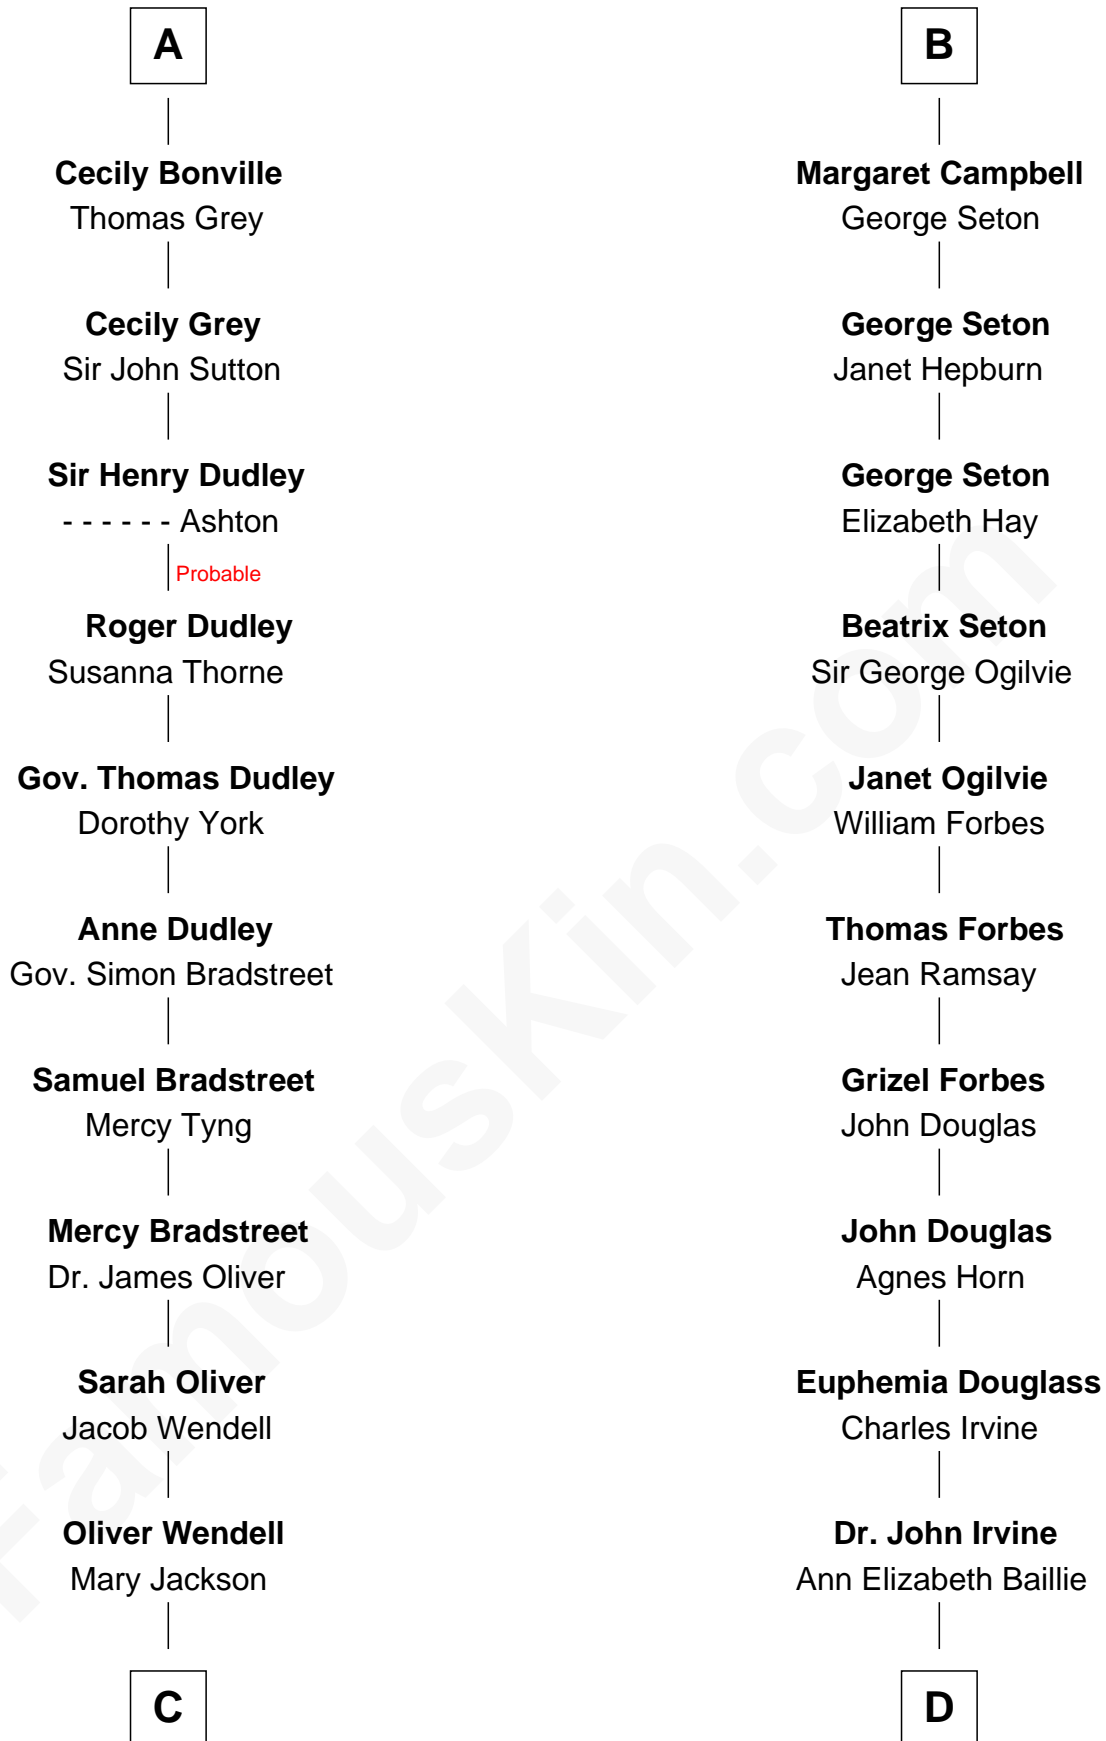 A
Cecily Bonville
Thomas Grey
Cecily Grey
Sir John Sutton
Sir Henry Dudley
- - - - - - Ashton
Probable
Roger Dudley
Susanna Thorne
Gov. Thomas Dudley
Dorothy York
Anne Dudley
Gov. Simon Bradstreet
Samuel Bradstreet
Mercy Tyng
Mercy Bradstreet
Dr. James Oliver
Sarah Oliver
Jacob Wendell
Oliver Wendell
Mary Jackson
C
B
Margaret Campbell
George Seton
George Seton
Janet Hepburn
George Seton
Elizabeth Hay
Beatrix Seton
Sir George Ogilvie
Janet Ogilvie
William Forbes
Thomas Forbes
Jean Ramsay
Grizel Forbes
John Douglas
John Douglas
Agnes Horn
Euphemia Douglass
Charles Irvine
Dr. John Irvine
Ann Elizabeth Baillie
D
FamousKin.com